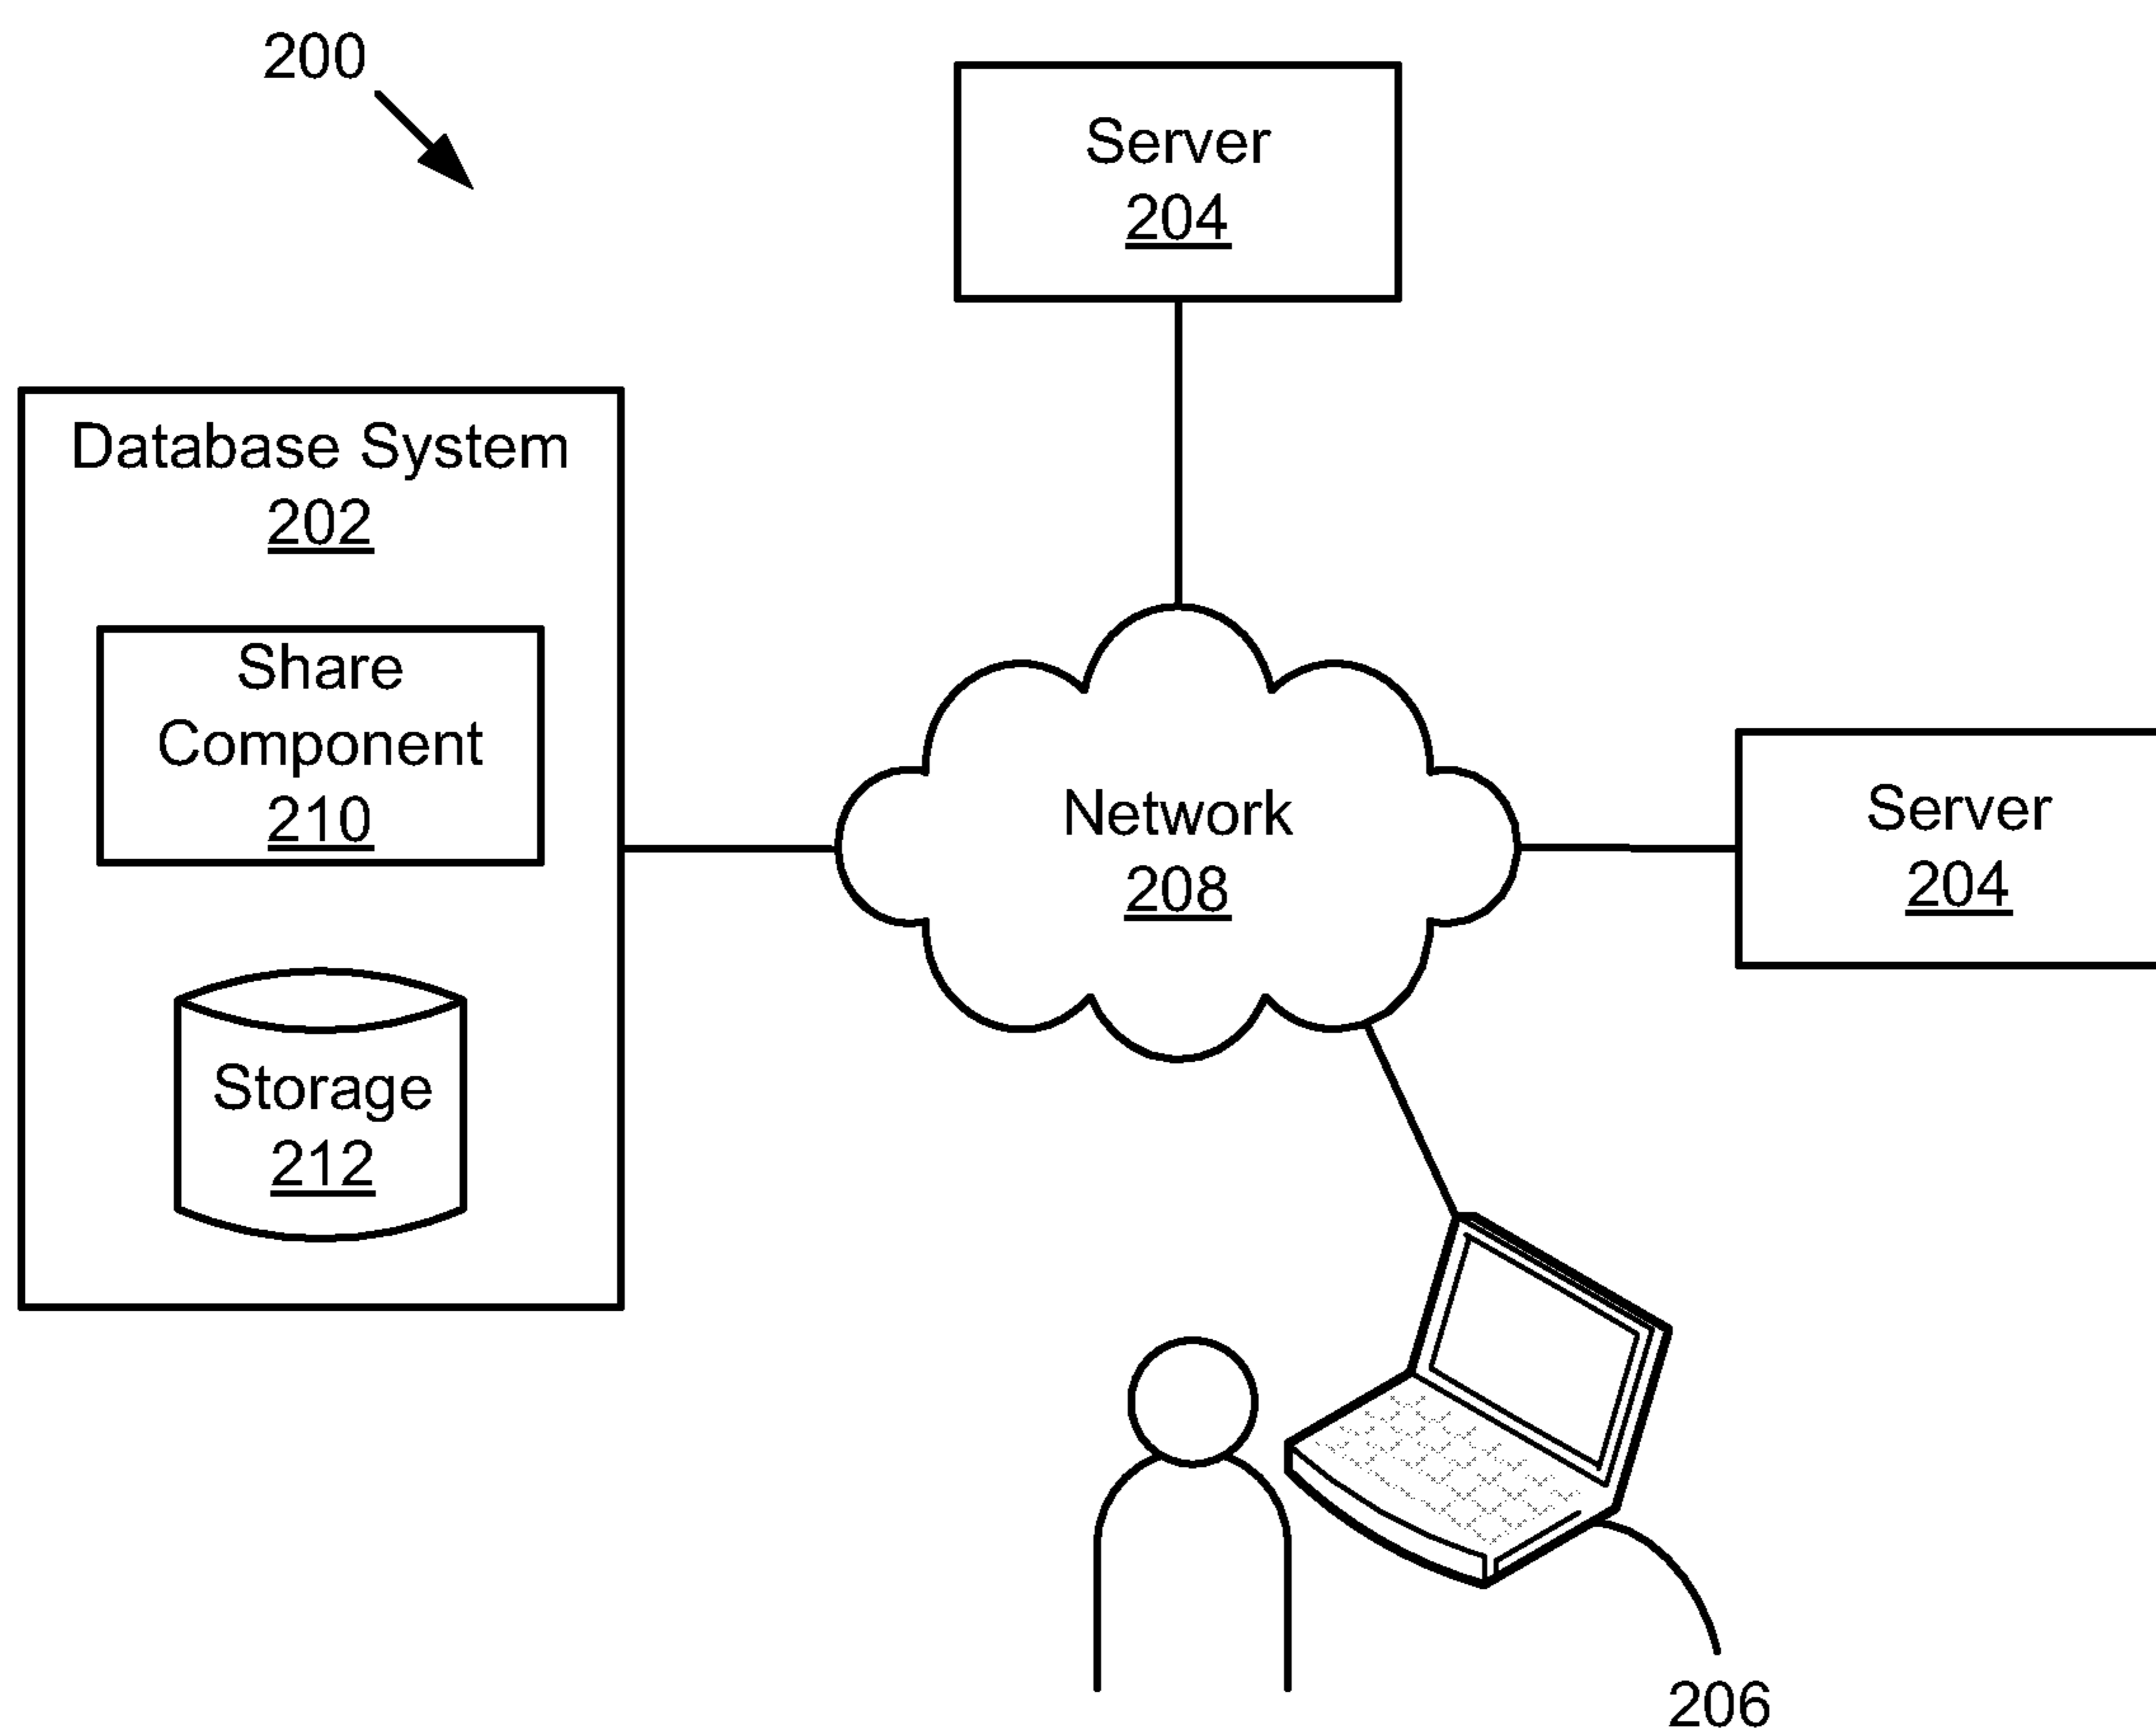 200
Server
204
Database System
202
Share
Component
210
Storage
212
Network
208
Server
204
206